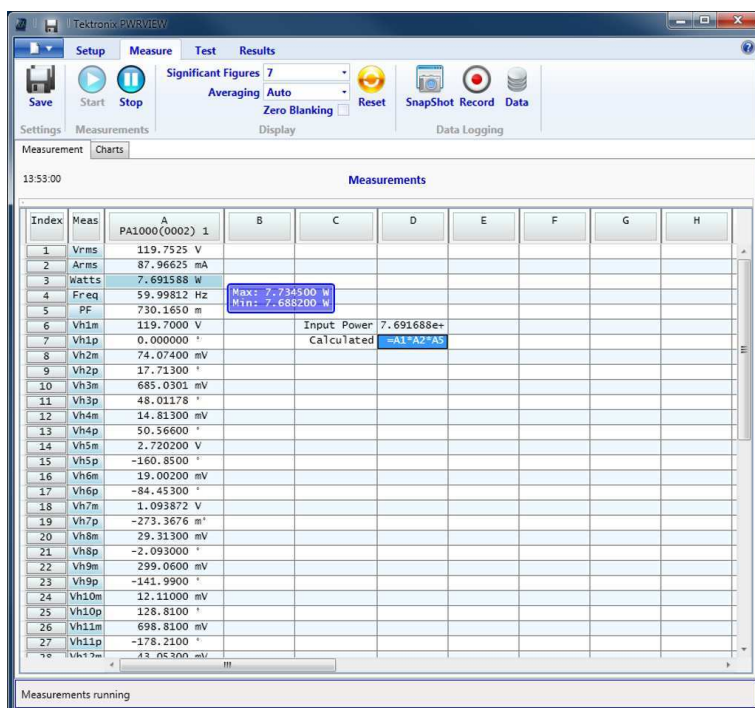 Tektronix PWRVIEW
Setup Measure Test Results
Significant Figures 7
Averaging Auto
Zero Blanking
Save Start Stop Reset SnapShot Record Data
Settings Measurements Display Data Logging
Measurement Charts
13:53:00 Measurements
Index Meas A B C D E F G H
PA1000(0002) 1
1 Vrms 119.7525 V
2 Arms 87.96625 mA
3 Watts 7.691588 W
Max: 7.734500 W
Min: 7.688200 W
4 Freq 59.99812 Hz
5 PF 730.1650 m
6 Vh1m 119.7000 V Input Power 7.691688e+
7 Vh1p 0.000000 ° Calculated =A1*A2*A5
8 Vh2m 74.07400 mV
9 Vh2p 17.71300 °
10 Vh3m 685.0301 mV
11 Vh3p 48.01178 °
12 Vh4m 14.81300 mV
13 Vh4p 50.56600 °
14 Vh5m 2.720200 V
15 Vh5p -160.8500 °
16 Vh6m 19.00200 mV
17 Vh6p -84.45300 °
18 Vh7m 1.093872 V
19 Vh7p -273.3676 m°
20 Vh8m 29.31300 mV
21 Vh8p -2.093000 °
22 Vh9m 299.0600 mV
23 Vh9p -141.9900 °
24 Vh10m 12.11000 mV
25 Vh10p 128.8100 °
26 Vh11m 698.8100 mV
27 Vh11p -178.2100 °
28 Vh12m 43.05300 mV
Measurements running